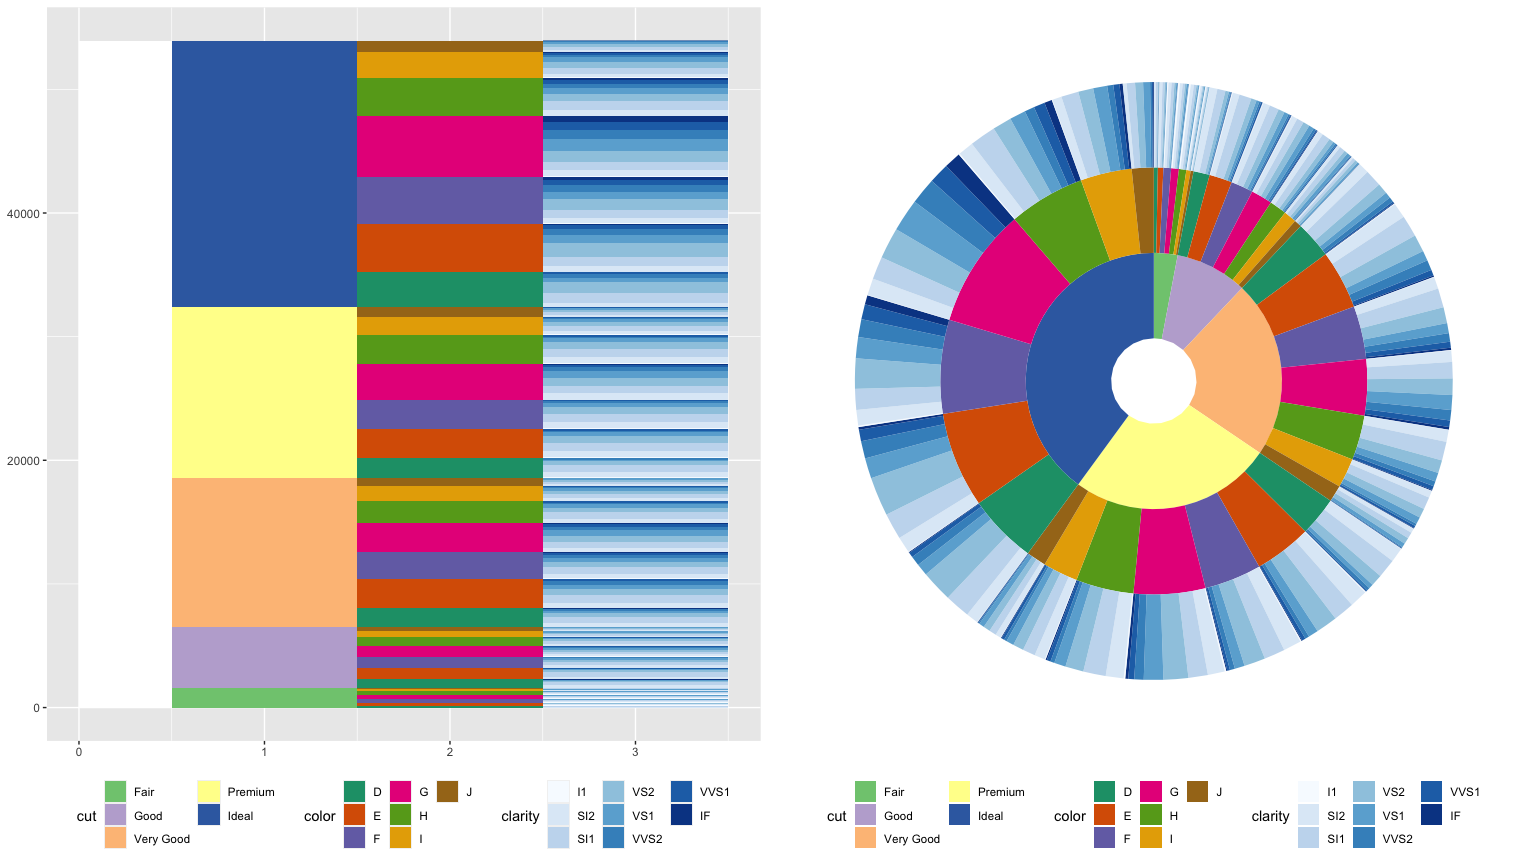 40000
20000
0
0 1 2 3
cut
Fair
Good
Very Good
Premium
Ideal
color
D
E
F
G
H
I
J
clarity
I1
SI2
SI1
VS2
VS1
VVS2
VVS1
IF
cut
Fair
Good
Very Good
Premium
Ideal
color
D
E
F
G
H
I
J
clarity
I1
SI2
SI1
VS2
VS1
VVS2
VVS1
IF